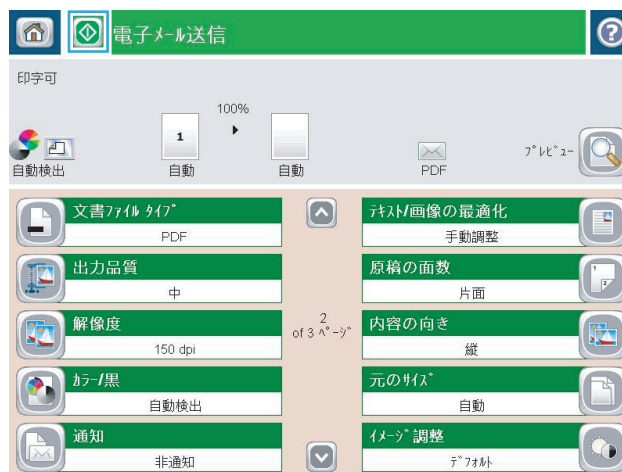 電子ﾒｰﾙ送信
印字可
100%
1
自動検出
自動
自動
PDF
ﾌﾟﾚﾋﾞｭｰ
文書ﾌｧｲﾙ ﾀｲﾌﾟ
PDF
出力品質
中
解像度
150 dpi
ｶﾗｰ/黒
自動検出
通知
非通知
2
of 3 ﾍﾟｰｼﾞ
ﾃｷｽﾄ/画像の最適化
手動調整
原稿の面数
片面
内容の向き
縦
元のｻｲｽﾞ
自動
ｲﾒｰｼﾞ調整
ﾃﾞﾌｫﾙﾄ